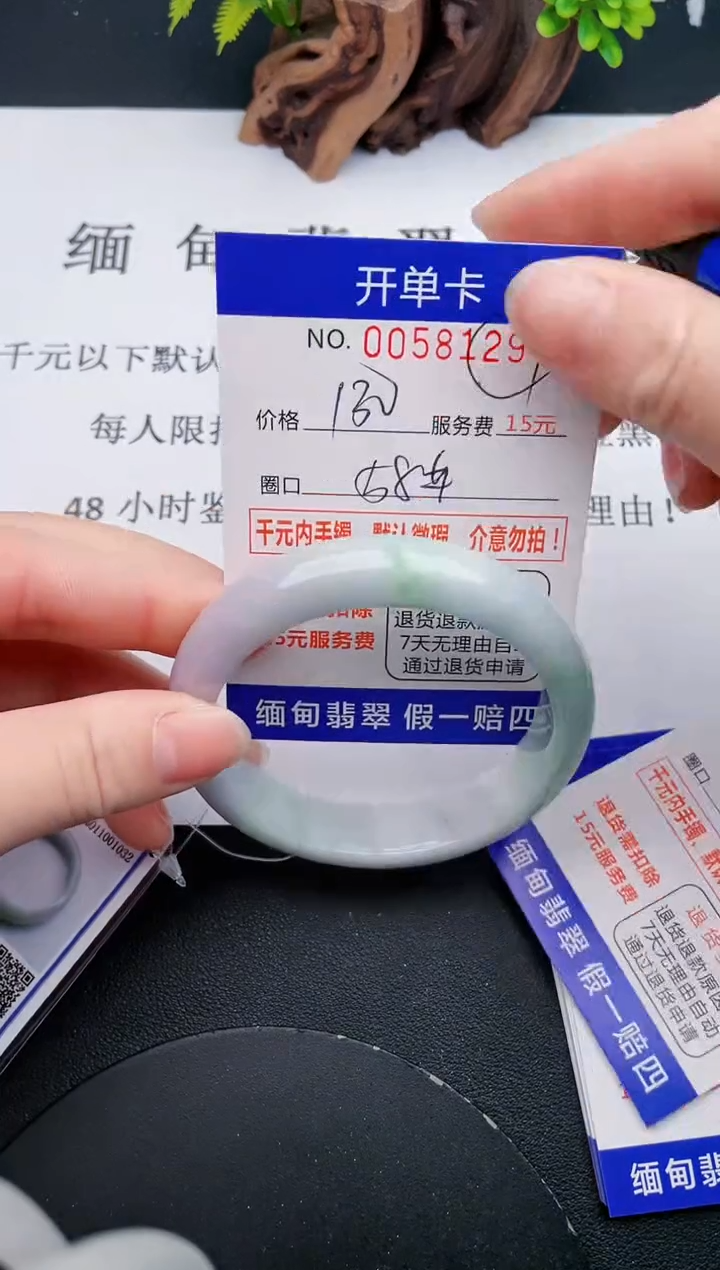 缅甸
开单卡
NO. 0058129
千元以下默认
价格 服务费 15元
每人限
圈口
48 小时鉴 理由!
千元内手镯 默认微瑕 介意勿拍!
扣除
5元服务费
退货退款
7天无理由自
通过退货申请
缅甸翡翠 假一赔四
011001032
圈口
千元内手镯,
退货需扣除
15元服务费
退货退款原因
7天无理由自动
通过退货申请
缅甸翡翠 假一赔四
缅甸翡